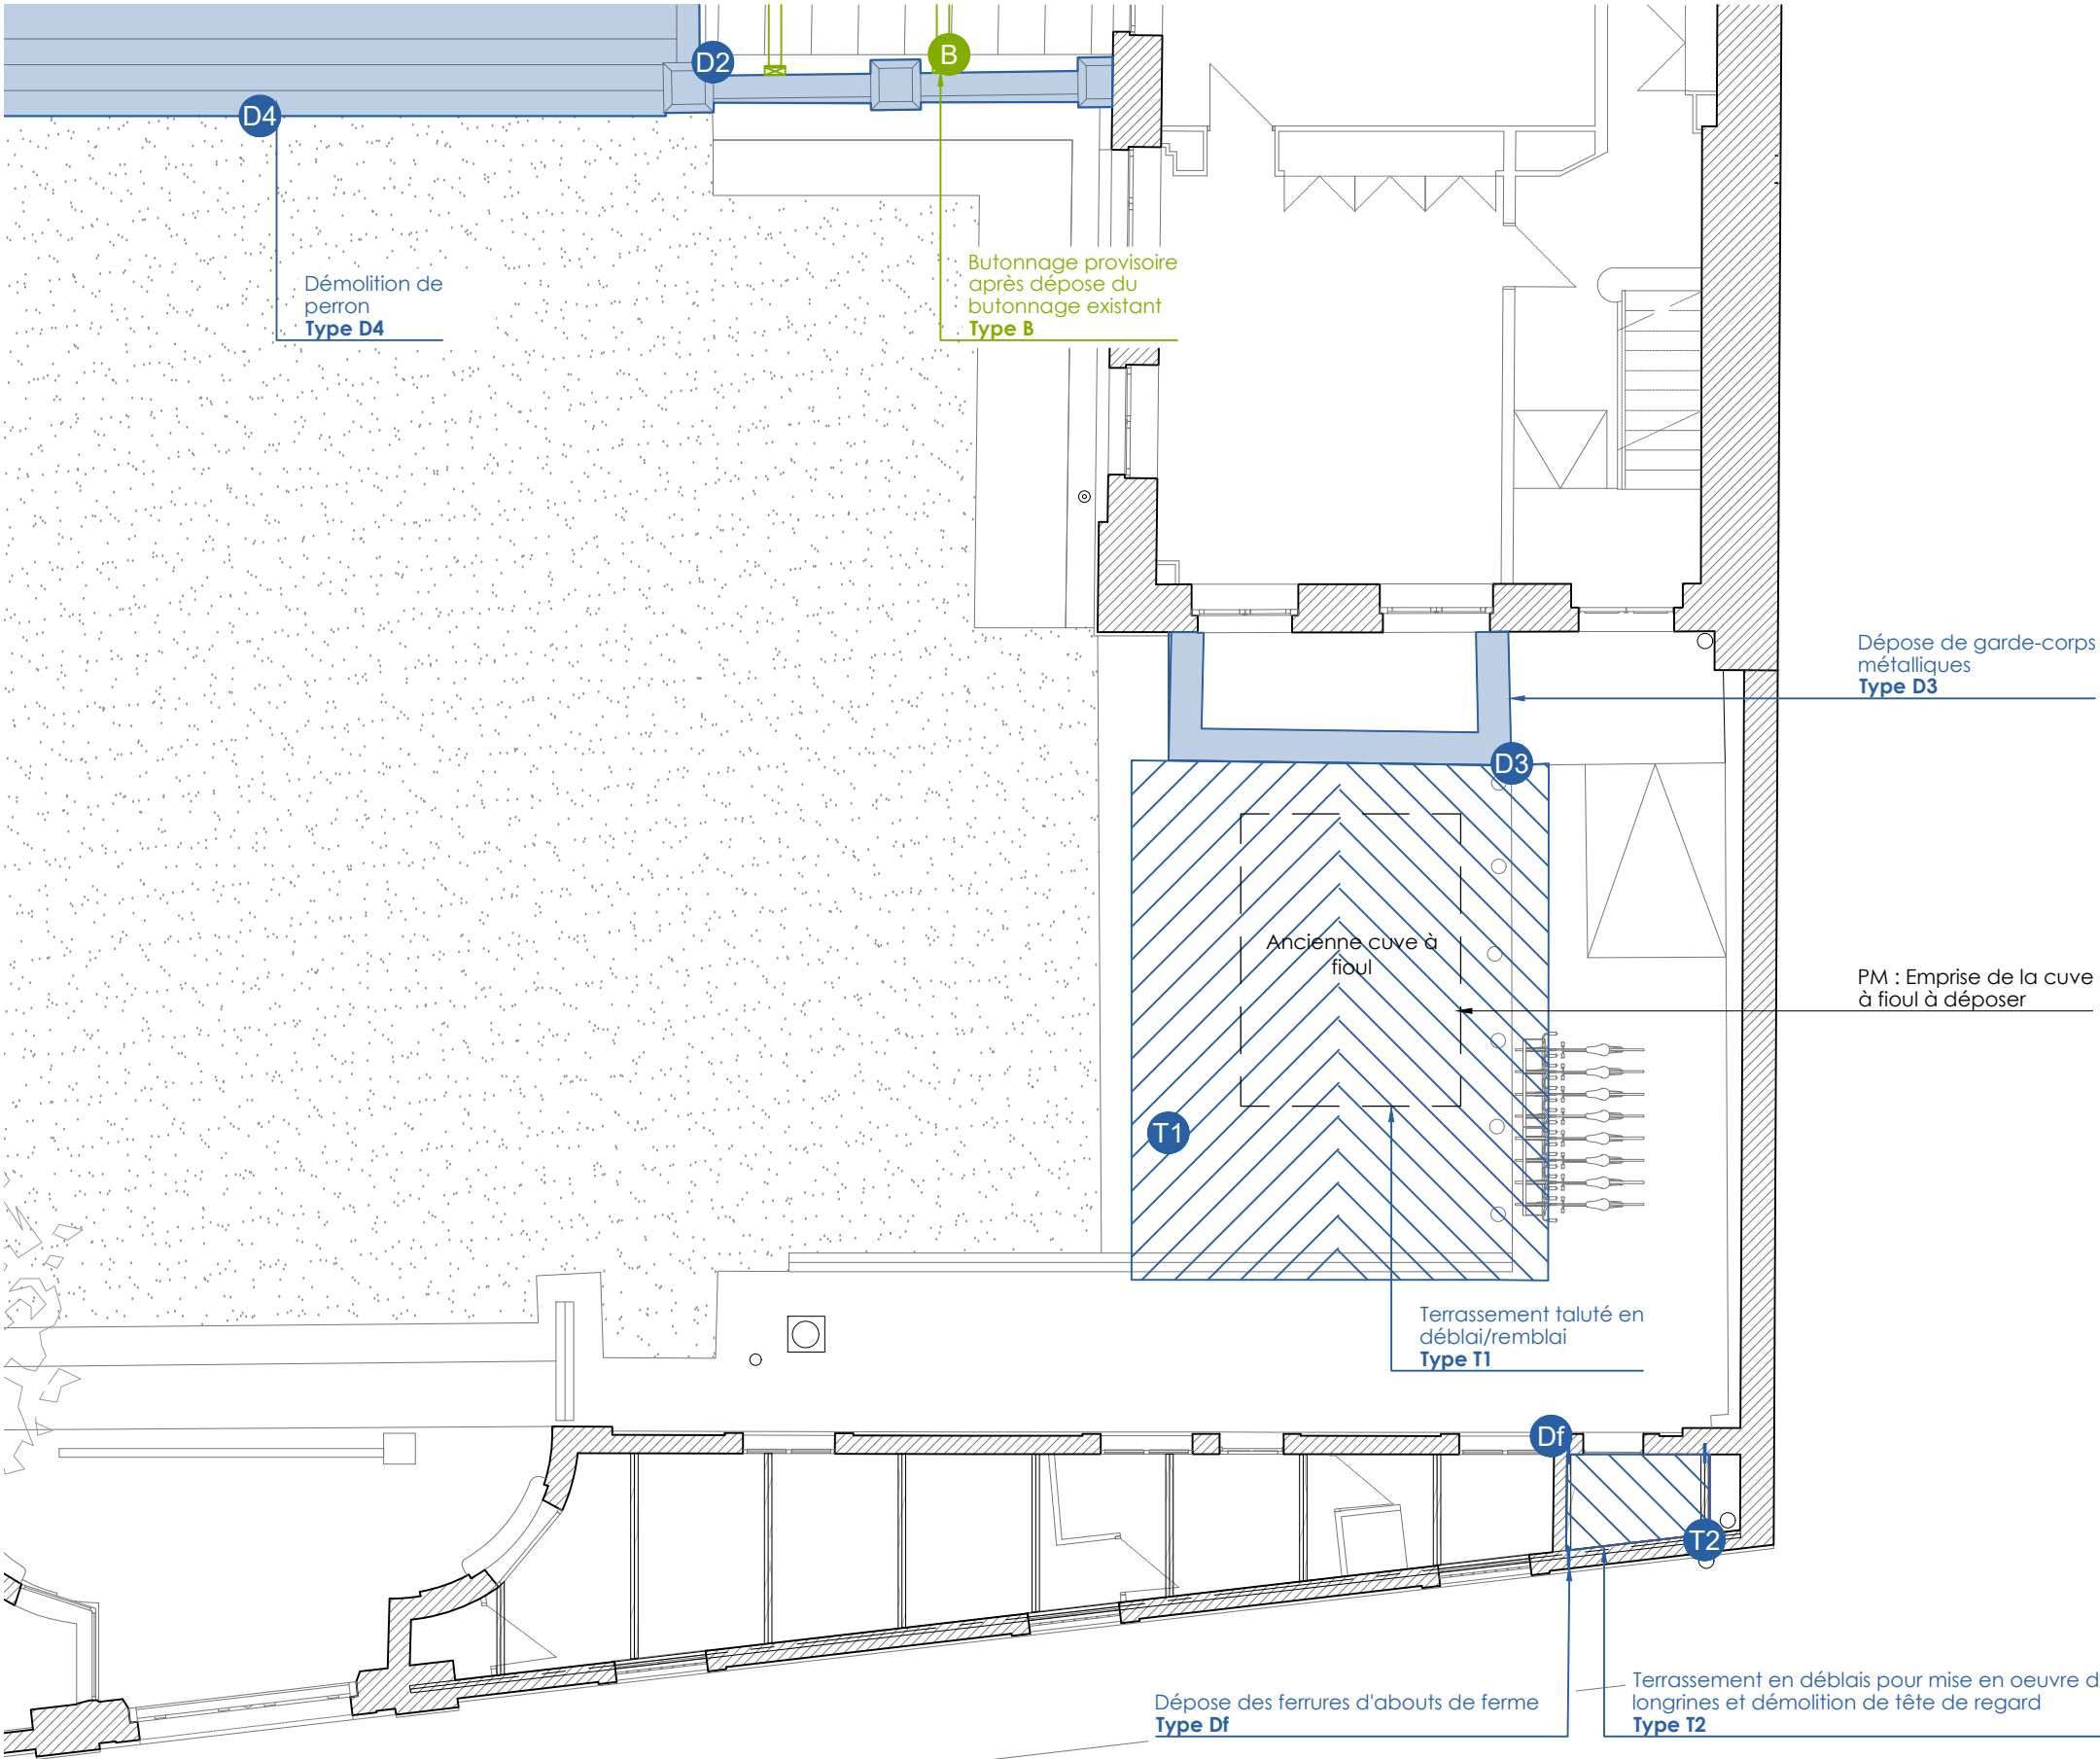 D2
B
D4
Démolition de
perron
Type D4
Butonnage provisoire
après dépose du
butonnage existant
Type B
Dépose de garde-corps
métalliques
Type D3
D3
Ancienne cuve à
fioul
PM : Emprise de la cuve
à fioul à déposer
T1
Terrassement taluté en
déblai/remblai
Type T1
Df
T2
Terrassement en déblais pour mise en oeuvre d
longrines et démolition de tête de regard
Type T2
Dépose des ferrures d'abouts de ferme
Type Df